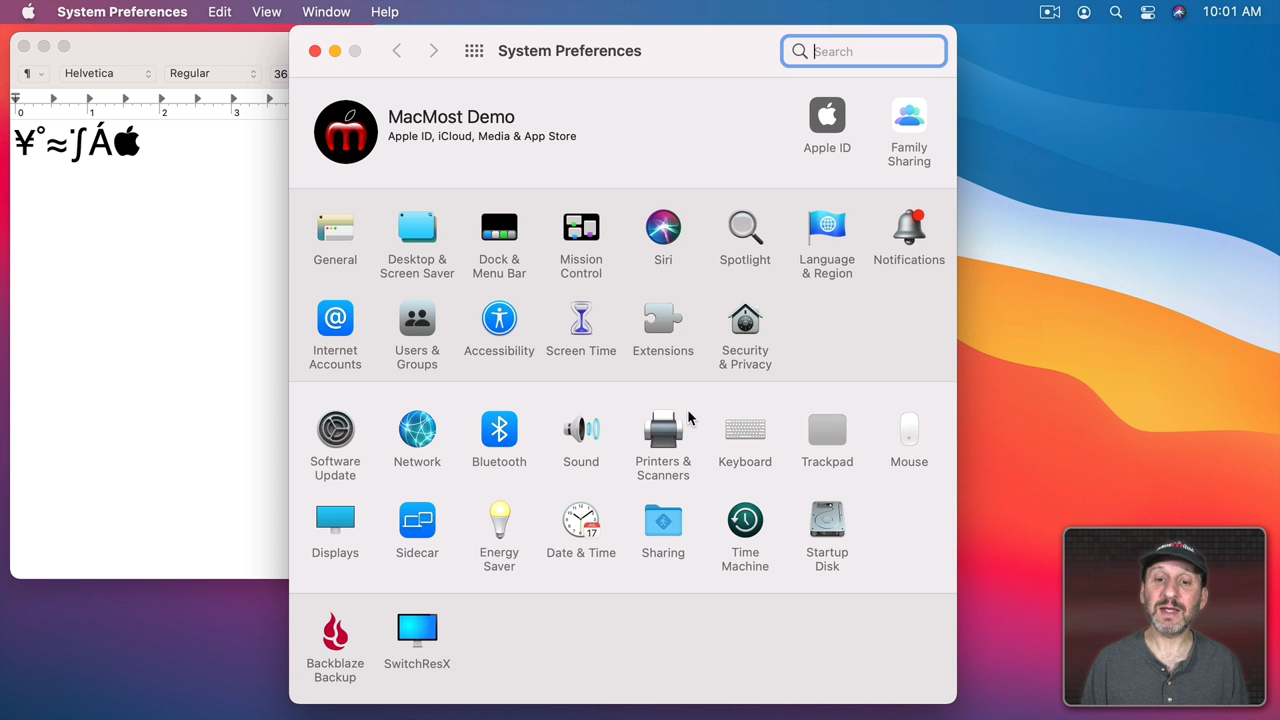 System Preferences Edit View Window Help 10:01 AM
¶ Helvetica Regular 36
0 1 2 3
System Preferences
Search
MacMost Demo
Apple ID, iCloud, Media & App Store
Apple ID
Family
Sharing
General
Desktop &
Screen Saver
Dock &
Menu Bar
Mission
Control
Siri
Spotlight
Language
& Region
Notifications
Internet
Accounts
Users &
Groups
Accessibility
Screen Time
Extensions
Security
& Privacy
Software
Update
Network
Bluetooth
Sound
Printers &
Scanners
Keyboard
Trackpad
Mouse
Displays
Sidecar
Energy
Saver
JUL
17
Date & Time
Sharing
Time
Machine
Startup
Disk
Backblaze
Backup
SwitchResX